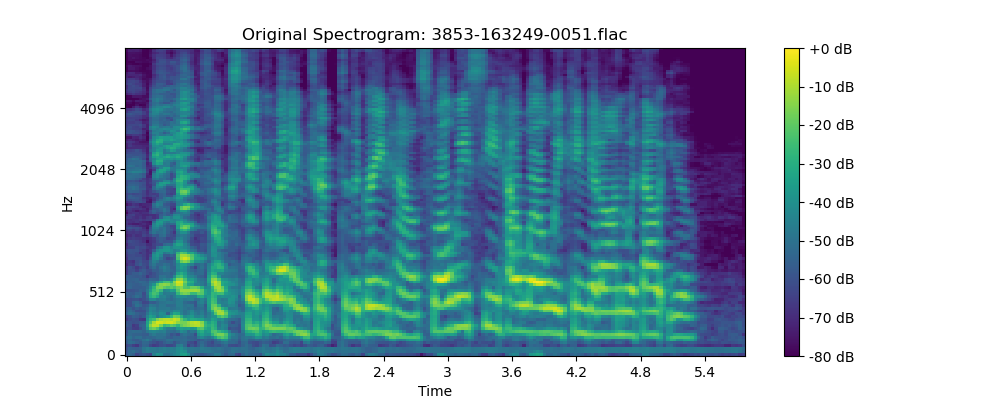 Original Spectrogram: 3853-163249-0051.flac
Hz
4096
2048
1024
512
0
0 0.6 1.2 1.8 2.4 3 3.6 4.2 4.8 5.4
Time
+0 dB
-10 dB
-20 dB
-30 dB
-40 dB
-50 dB
-60 dB
-70 dB
-80 dB